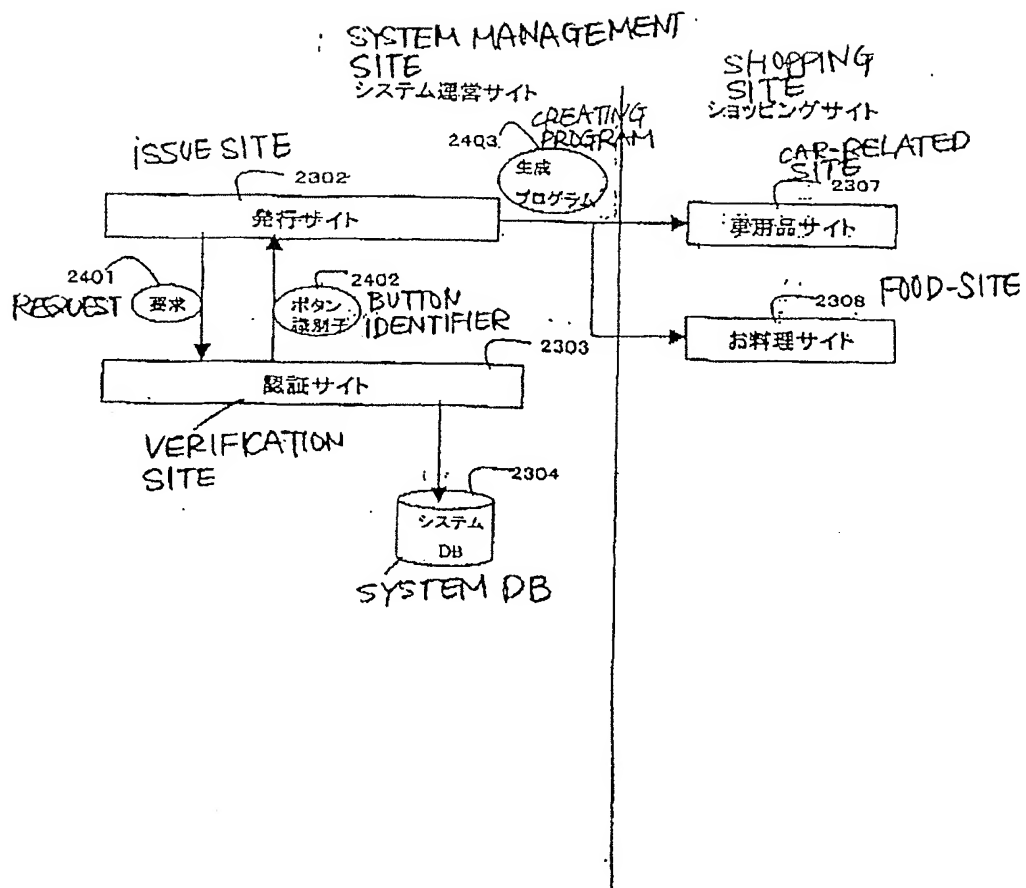 : SYSTEM MANAGEMENT
SITE
システム運営サイト
SHOPPING
SITE
ショッピングサイト
2403
CREATING
PROGRAM
生成
プログラム
iSSUE SITE
2302
発行サイト
CAR-RELATED
SITE
2307
車用品サイト
2401
REQUEST
要求
2402
ボタン
識別子
BUTTON
IDENTIFIER
2308
FOOD-SITE
お料理サイト
2303
認証サイト
VERIFICATION
SITE
2304
システム
DB
SYSTEM DB